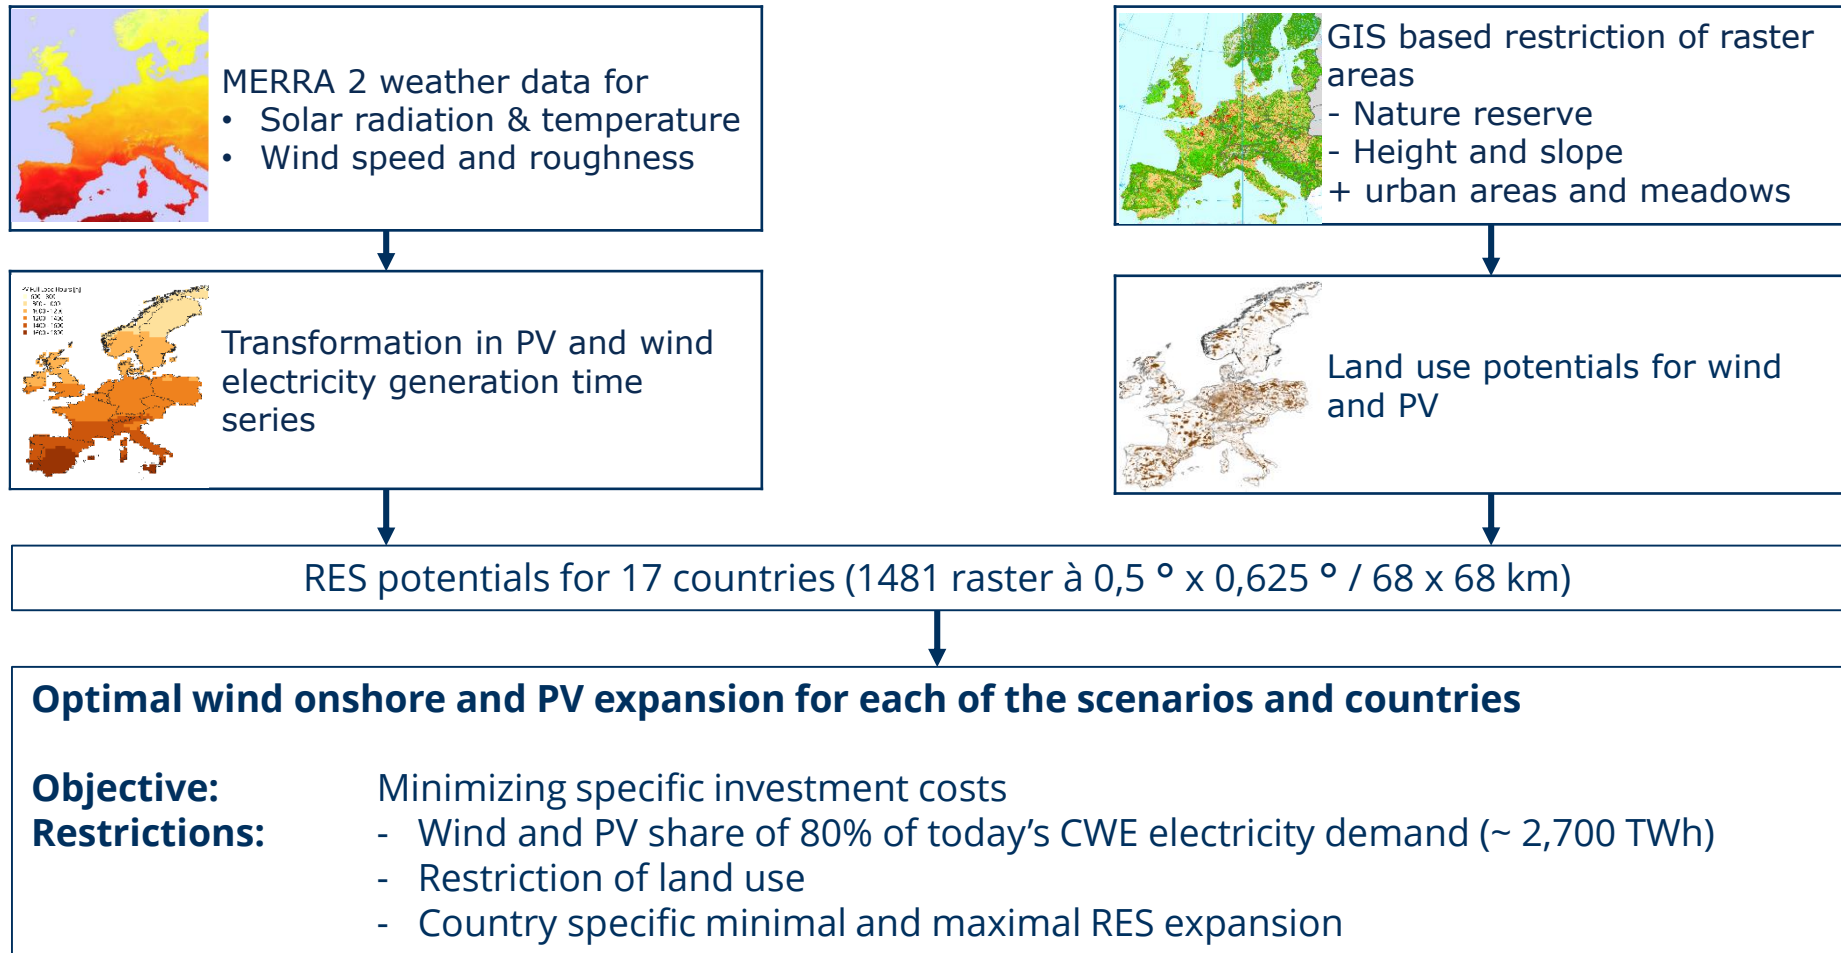 MERRA 2 weather data for
• Solar radiation & temperature
• Wind speed and roughness
GIS based restriction of raster
areas
- Nature reserve
- Height and slope
+ urban areas and meadows
Transformation in PV and wind
electricity generation time
series
Land use potentials for wind
and PV
RES potentials for 17 countries (1481 raster à 0,5 ° x 0,625 ° / 68 x 68 km)
Optimal wind onshore and PV expansion for each of the scenarios and countries
Objective: Minimizing specific investment costs
Restrictions: - Wind and PV share of 80% of today's CWE electricity demand (~ 2,700 TWh)
- Restriction of land use
- Country specific minimal and maximal RES expansion